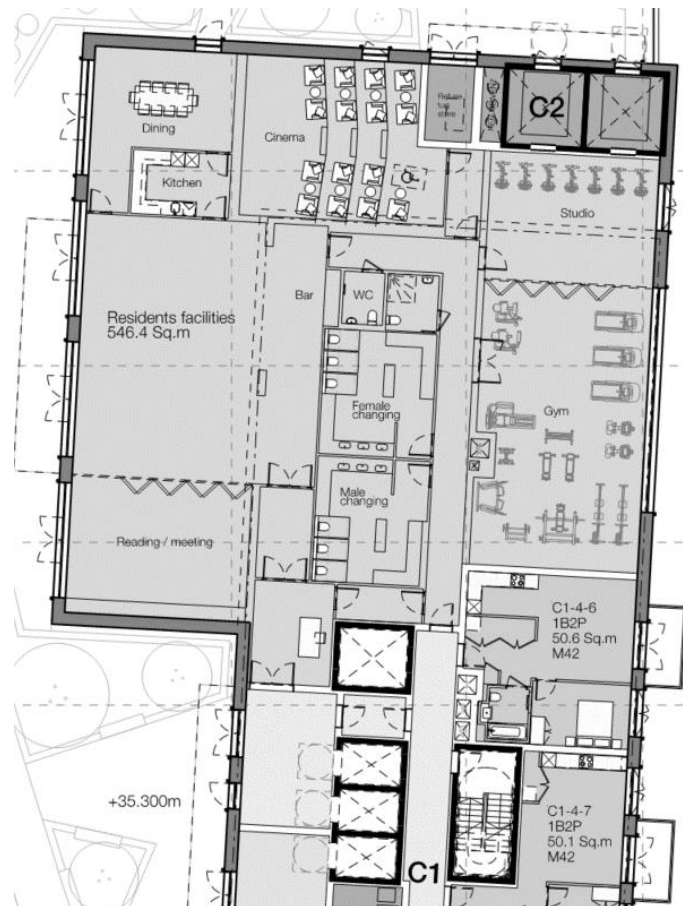 Dining
Kitchen
Cinema
Refuse
store
C2
Studio
Residents facilities
546.4 Sq.m
Bar
WC
Female
changing
Gym
Male
changing
Reading / meeting
C1-4-6
1B2P
50.6 Sq.m
M42
+35.300m
C1
C1-4-7
1B2P
50.1 Sq.m
M42